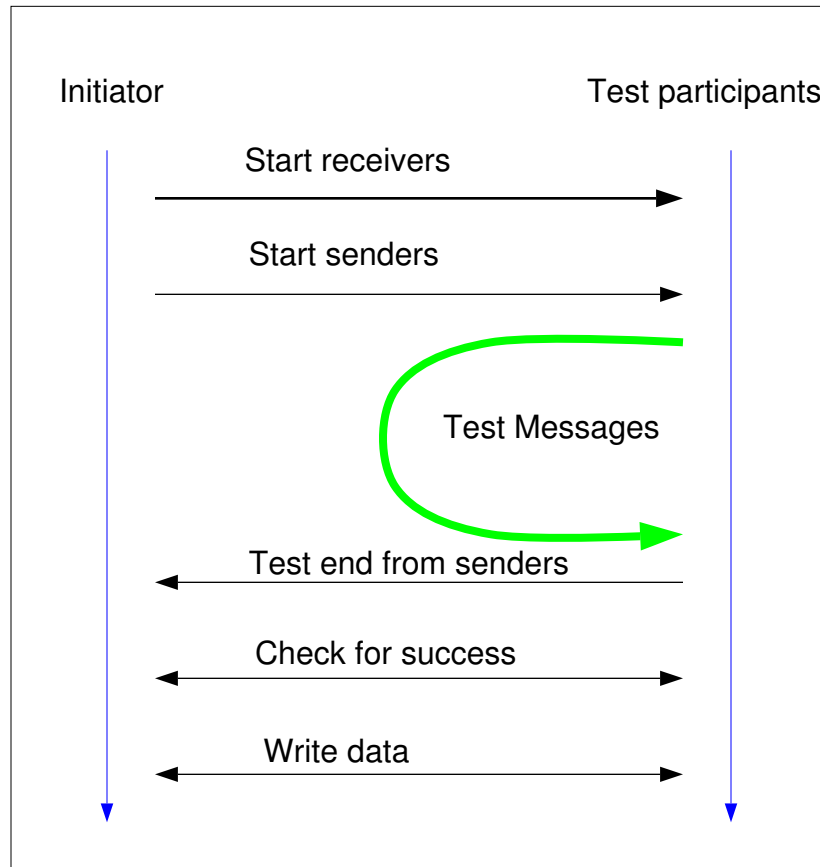 Initiator
Test participants
Start receivers
Start senders
Test Messages
Test end from senders
Check for success
Write data